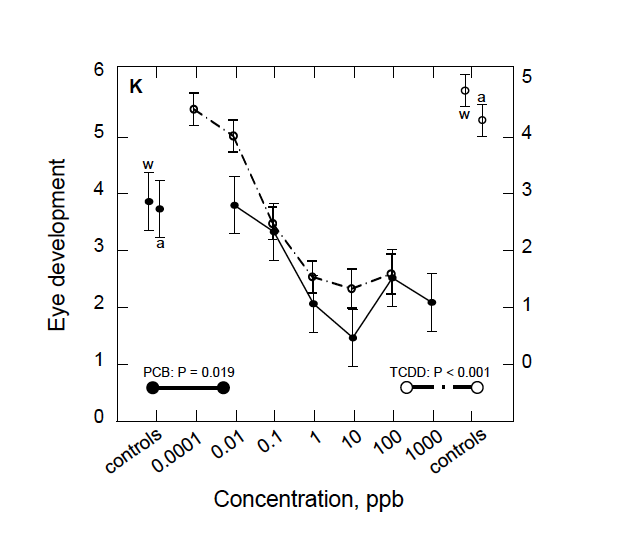 K
6
5
4
3
2
1
0
5
4
3
2
1
0
w
a
w
a
PCB: P = 0.019
TCDD: P < 0.001
Eye development
controls
0.0001
0.01
0.1
1
10
100
1000
controls
Concentration, ppb